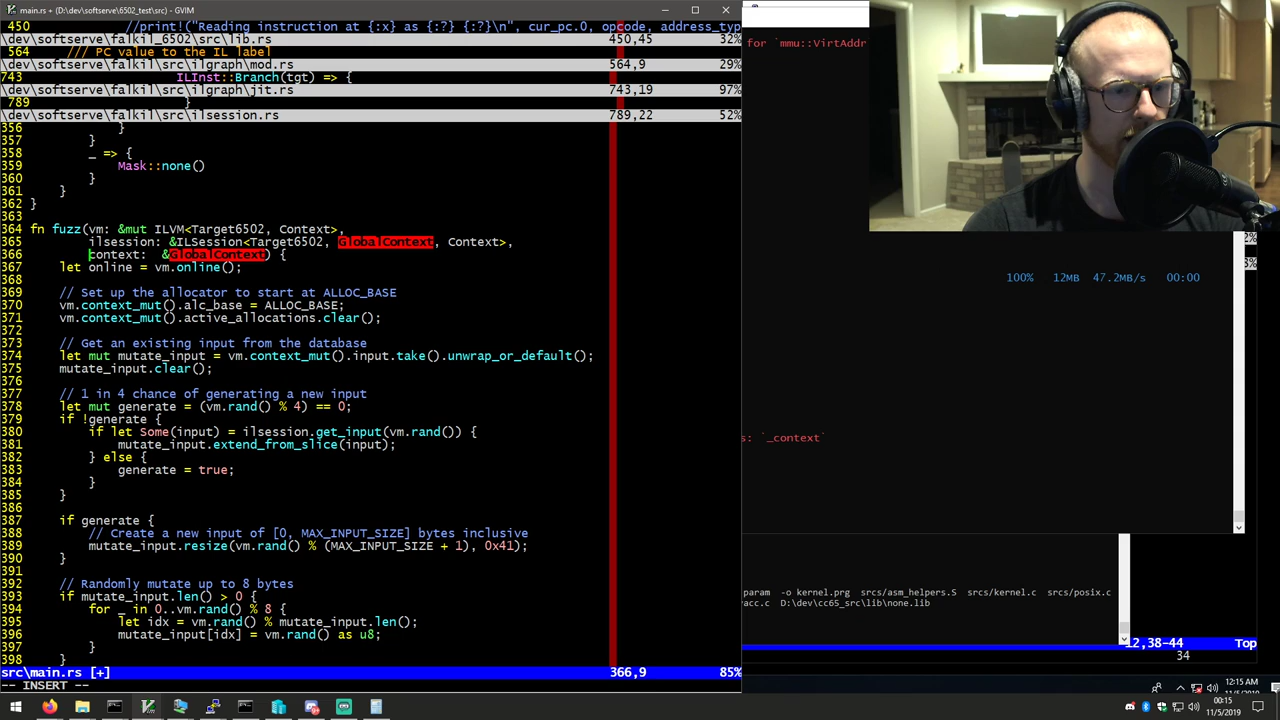 main.rs + (D:\dev\softserve\6502_test\src) - GVIM
450 //print!("Reading instruction at {:x} as {:?} {:?}\n", cur_pc.0, opcode, address_typ
\dev\softserve\falkil_6502\src\lib.rs 450,45 32%
564 /// PC value to the IL label
\dev\softserve\falkil\src\ilgraph\mod.rs 564,9 29%
743 ILInst::Branch(tgt) => {
\dev\softserve\falkil\src\ilgraph\jit.rs 743,19 97%
789 }
\dev\softserve\falkil\src\ilsession.rs 789,22 52%
356 }
357 }
358 _ => {
359 Mask::none()
360 }
361 }
362 }
363
364 fn fuzz(vm: &mut ILVM<Target6502, Context>,
365 ilsession: &ILSession<Target6502, GlobalContext, Context>,
366 context: &GlobalContext) {
367 let online = vm.online();
368
369 // Set up the allocator to start at ALLOC_BASE
370 vm.context_mut().alc_base = ALLOC_BASE;
371 vm.context_mut().active_allocations.clear();
372
373 // Get an existing input from the database
374 let mut mutate_input = vm.context_mut().input.take().unwrap_or_default();
375 mutate_input.clear();
376
377 // 1 in 4 chance of generating a new input
378 let mut generate = (vm.rand() % 4) == 0;
379 if !generate {
380 if let Some(input) = ilsession.get_input(vm.rand()) {
381 mutate_input.extend_from_slice(input);
382 } else {
383 generate = true;
384 }
385 }
386
387 if generate {
388 // Create a new input of [0, MAX_INPUT_SIZE] bytes inclusive
389 mutate_input.resize(vm.rand() % (MAX_INPUT_SIZE + 1), 0x41);
390 }
391
392 // Randomly mutate up to 8 bytes
393 if mutate_input.len() > 0 {
394 for _ in 0..vm.rand() % 8 {
395 let idx = vm.rand() % mutate_input.len();
396 mutate_input[idx] = vm.rand() as u8;
397 }
398 }
src\main.rs [+] 366,9 85%
-- INSERT --
for `mmu::VirtAddr
2%
3%
100% 12MB 47.2MB/s 00:00
s: `_context`
param -o kernel.prg srcs/asm_helpers.S srcs/kernel.c srcs/posix.c
acc.c D:\dev\cc65_src\lib\none.lib
12,38-44 Top
34
12:15 AM
00:15
11/5/2019